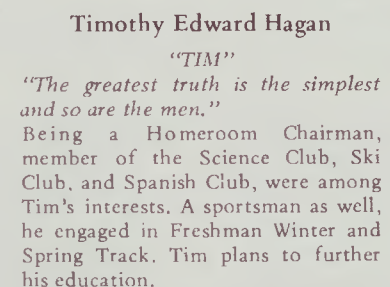 Timothy Edward Hagan
"TIM"
"The greatest truth is the simplest
and so are the men."
Being a Homeroom Chairman,
member of the Science Club, Ski
Club, and Spanish Club, were among
Tim's interests. A sportsman as well,
he engaged in Freshman Winter and
Spring Track. Tim plans to further
his education.